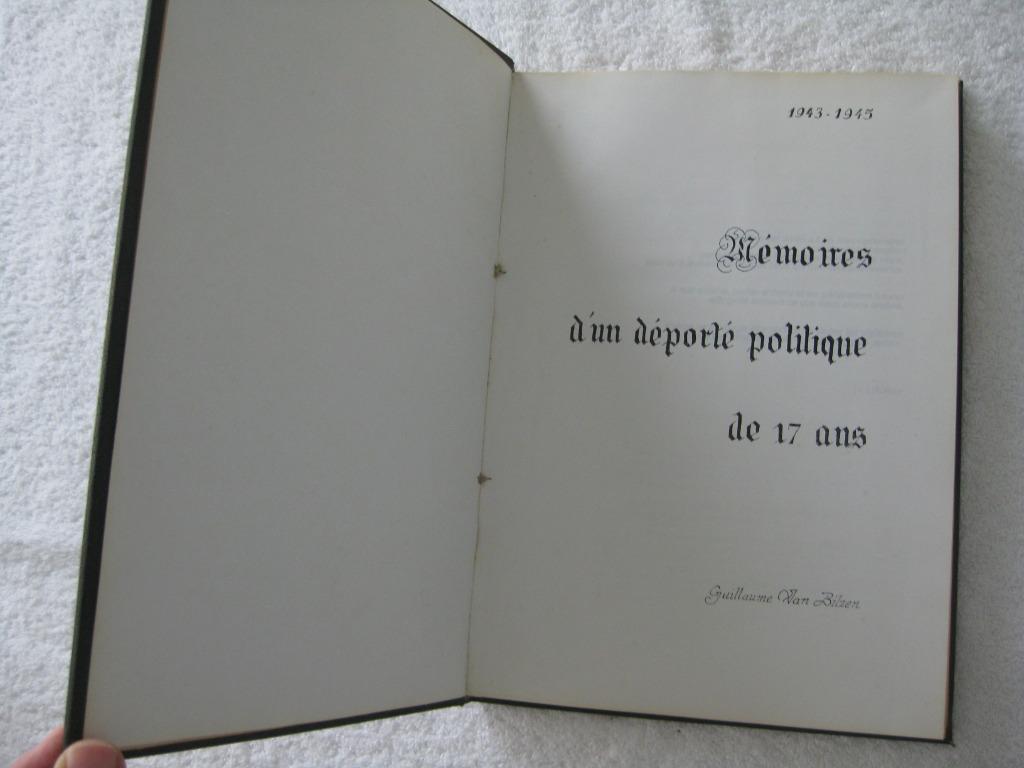 1943-1945
Mémoires
d'un déporté politique
de 17 ans
Guillaume Van Bilzen